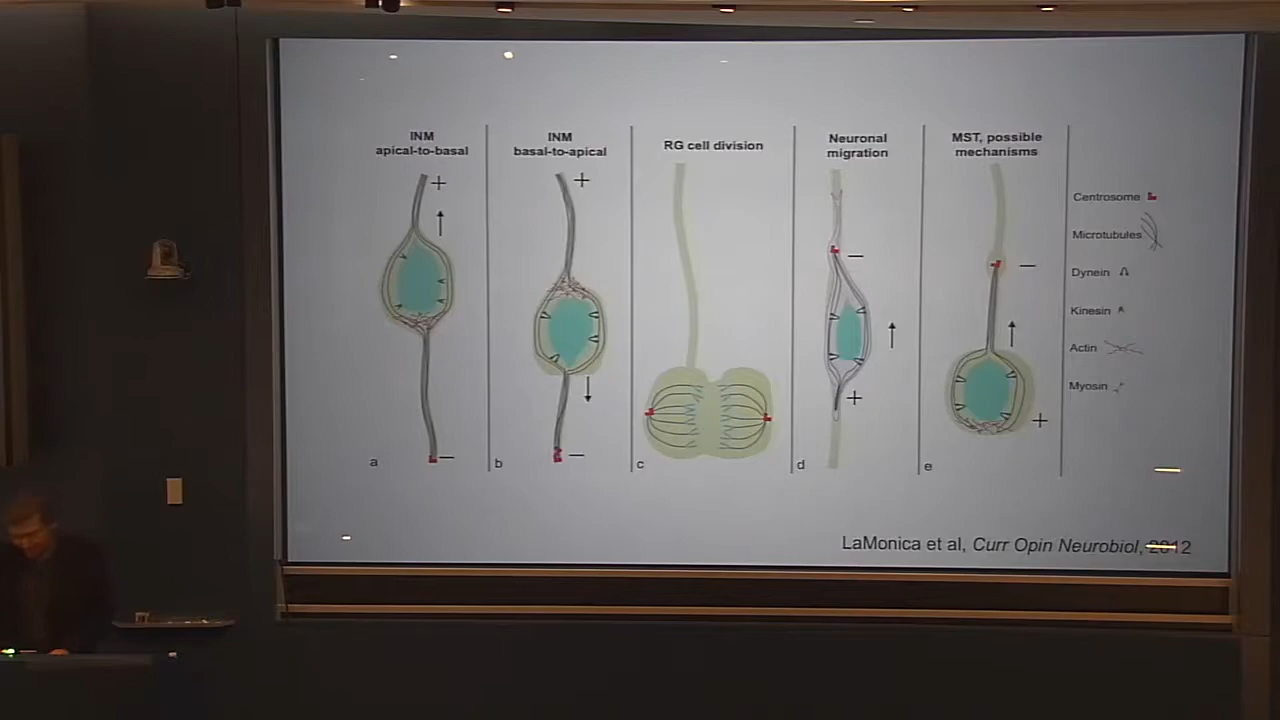 INM
apical-to-basal
INM
basal-to-apical
RG cell division
Neuronal
migration
MST, possible
mechanisms
+
+
−
+
−
−
+
−
+
−
a
b
c
d
e
Centrosome
Microtubules
Dynein
Kinesin
Actin
Myosin
LaMonica et al, Curr Opin Neurobiol, 2012